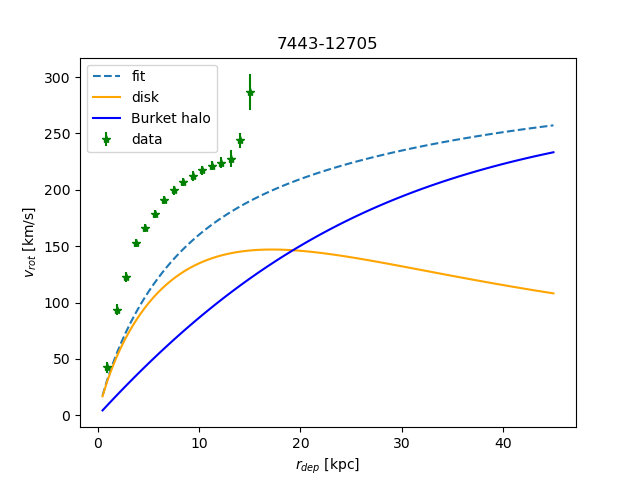 7443-12705
fit
disk
Burket halo
data
300
250
200
150
100
50
0
v_rot [km/s]
0 10 20 30 40
r_dep [kpc]